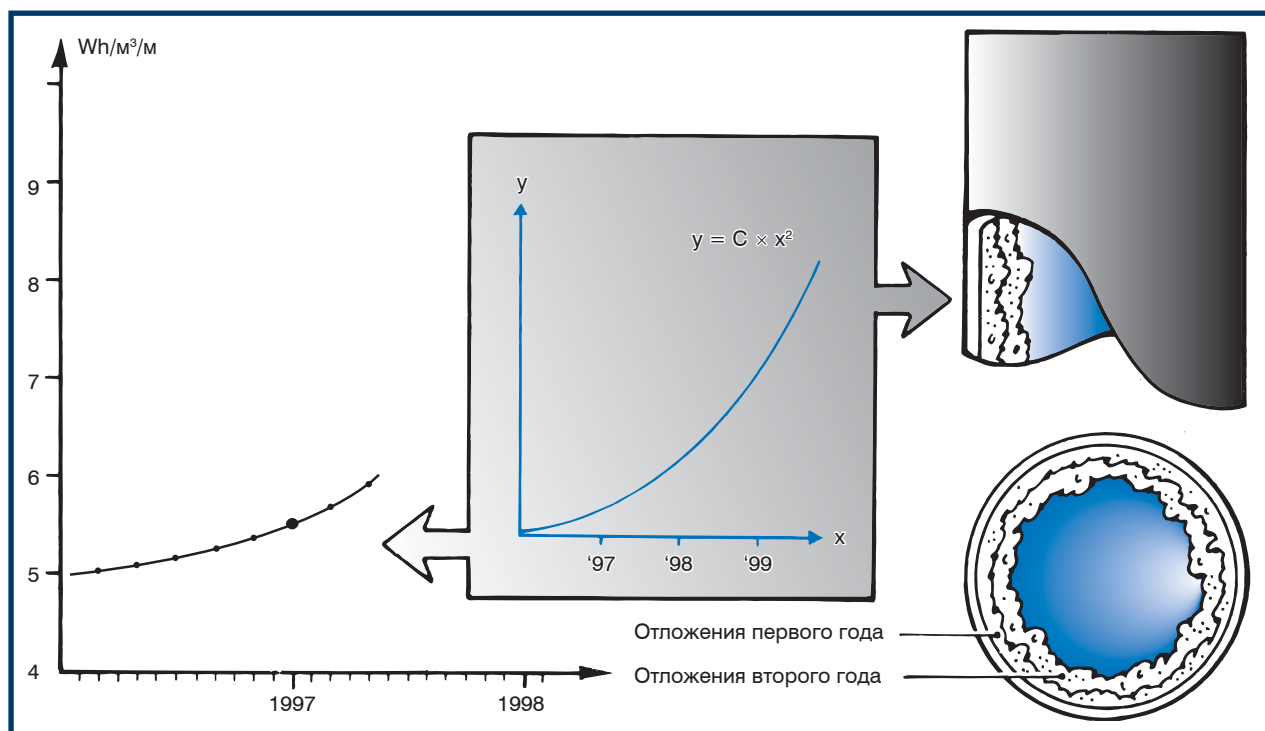 Wh/м³/м
9
8
7
6
5
4
1997
1998
y
y = C × x²
x
‘97
‘98
‘99
Отложения первого года
Отложения второго года